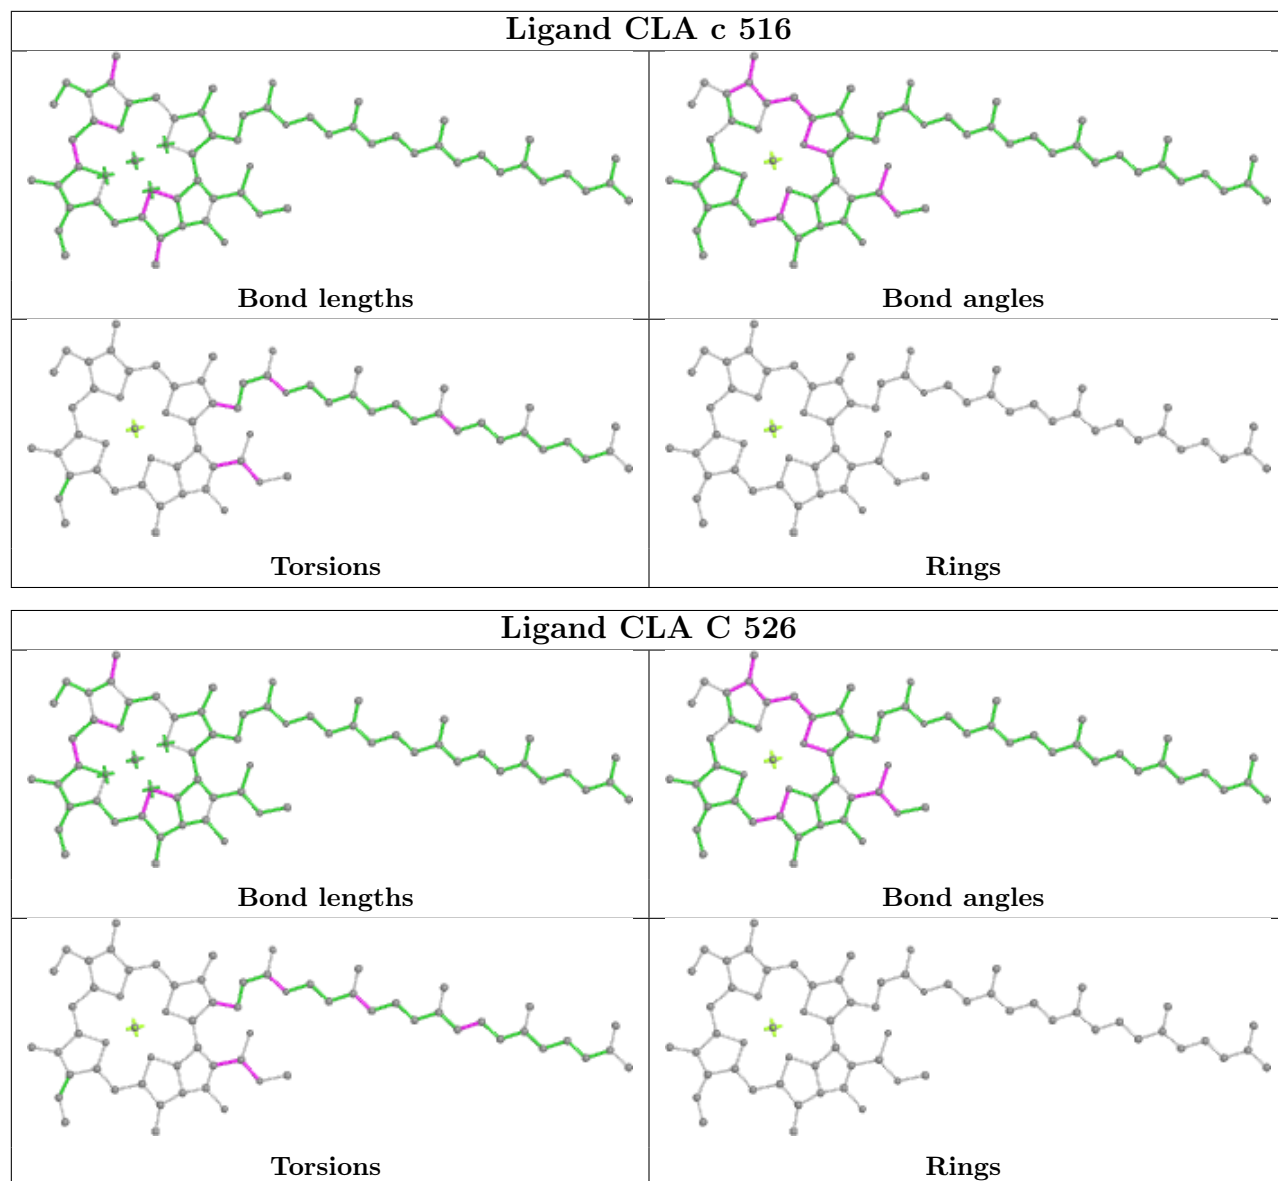 Ligand CLA c 516
Bond lengths
Bond angles
Torsions
Rings
Ligand CLA C 526
Bond lengths
Bond angles
Torsions
Rings